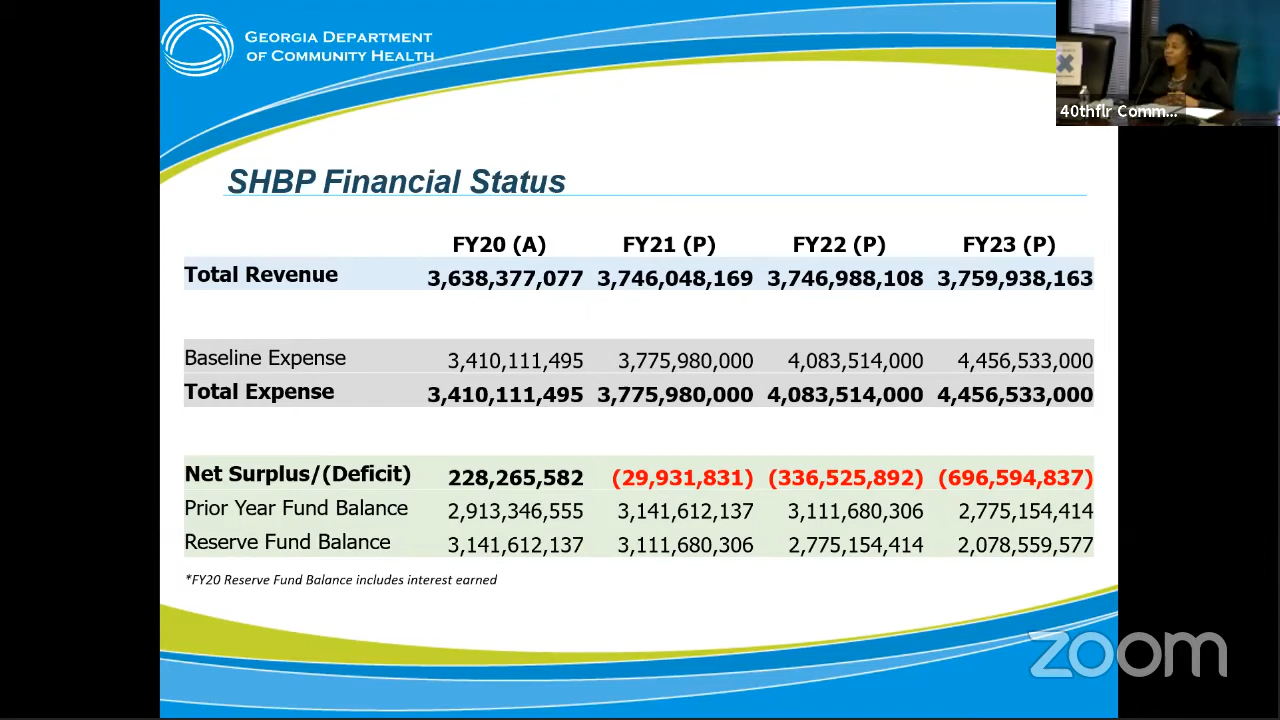 GEORGIA DEPARTMENT
OF COMMUNITY HEALTH
40thflr Comm...
SHBP Financial Status
FY20 (A) FY21 (P) FY22 (P) FY23 (P)
Total Revenue 3,638,377,077 3,746,048,169 3,746,988,108 3,759,938,163
Baseline Expense 3,410,111,495 3,775,980,000 4,083,514,000 4,456,533,000
Total Expense 3,410,111,495 3,775,980,000 4,083,514,000 4,456,533,000
Net Surplus/(Deficit) 228,265,582 (29,931,831) (336,525,892) (696,594,837)
Prior Year Fund Balance 2,913,346,555 3,141,612,137 3,111,680,306 2,775,154,414
Reserve Fund Balance 3,141,612,137 3,111,680,306 2,775,154,414 2,078,559,577
*FY20 Reserve Fund Balance includes interest earned
zoom